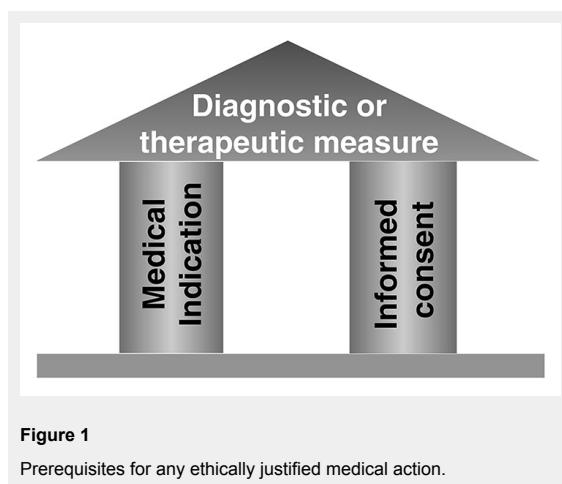 Diagnostic or
therapeutic measure
Medical
Indication
Informed
consent
Figure 1
Prerequisites for any ethically justified medical action.